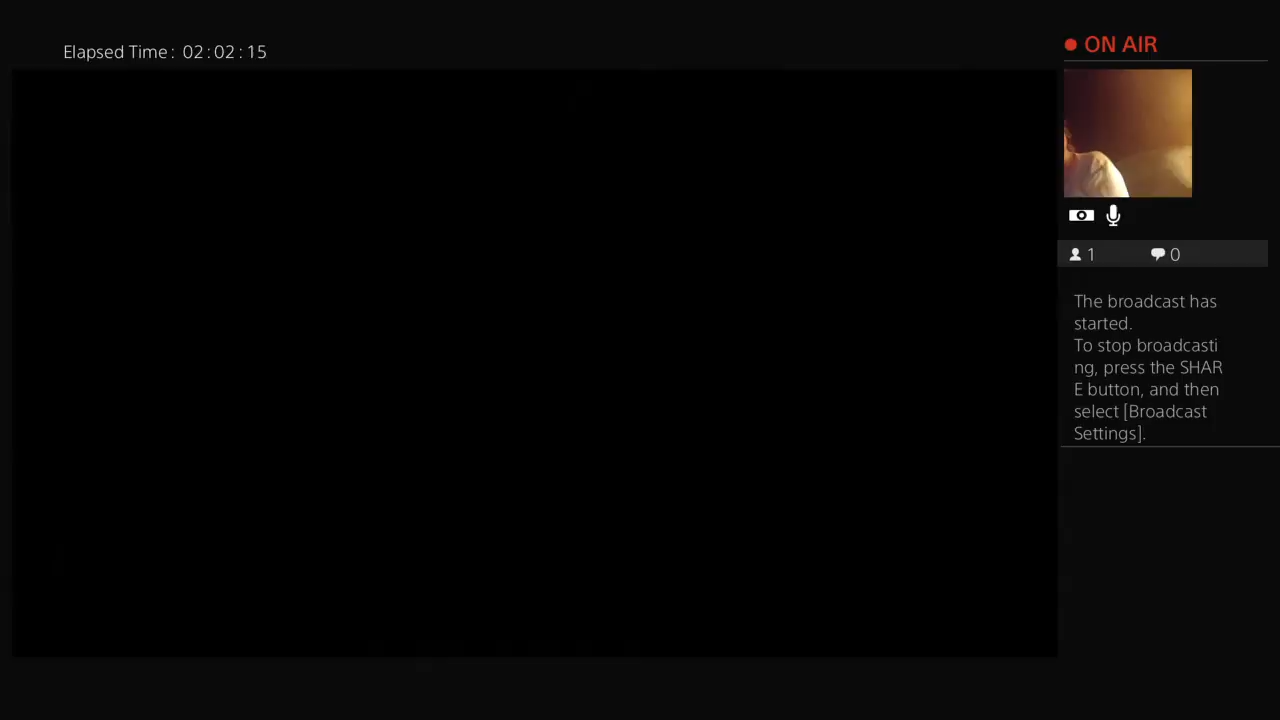 Elapsed Time: 02:02:15
ON AIR
1 0
The broadcast has
started.
To stop broadcasti
ng, press the SHAR
E button, and then
select [Broadcast
Settings].